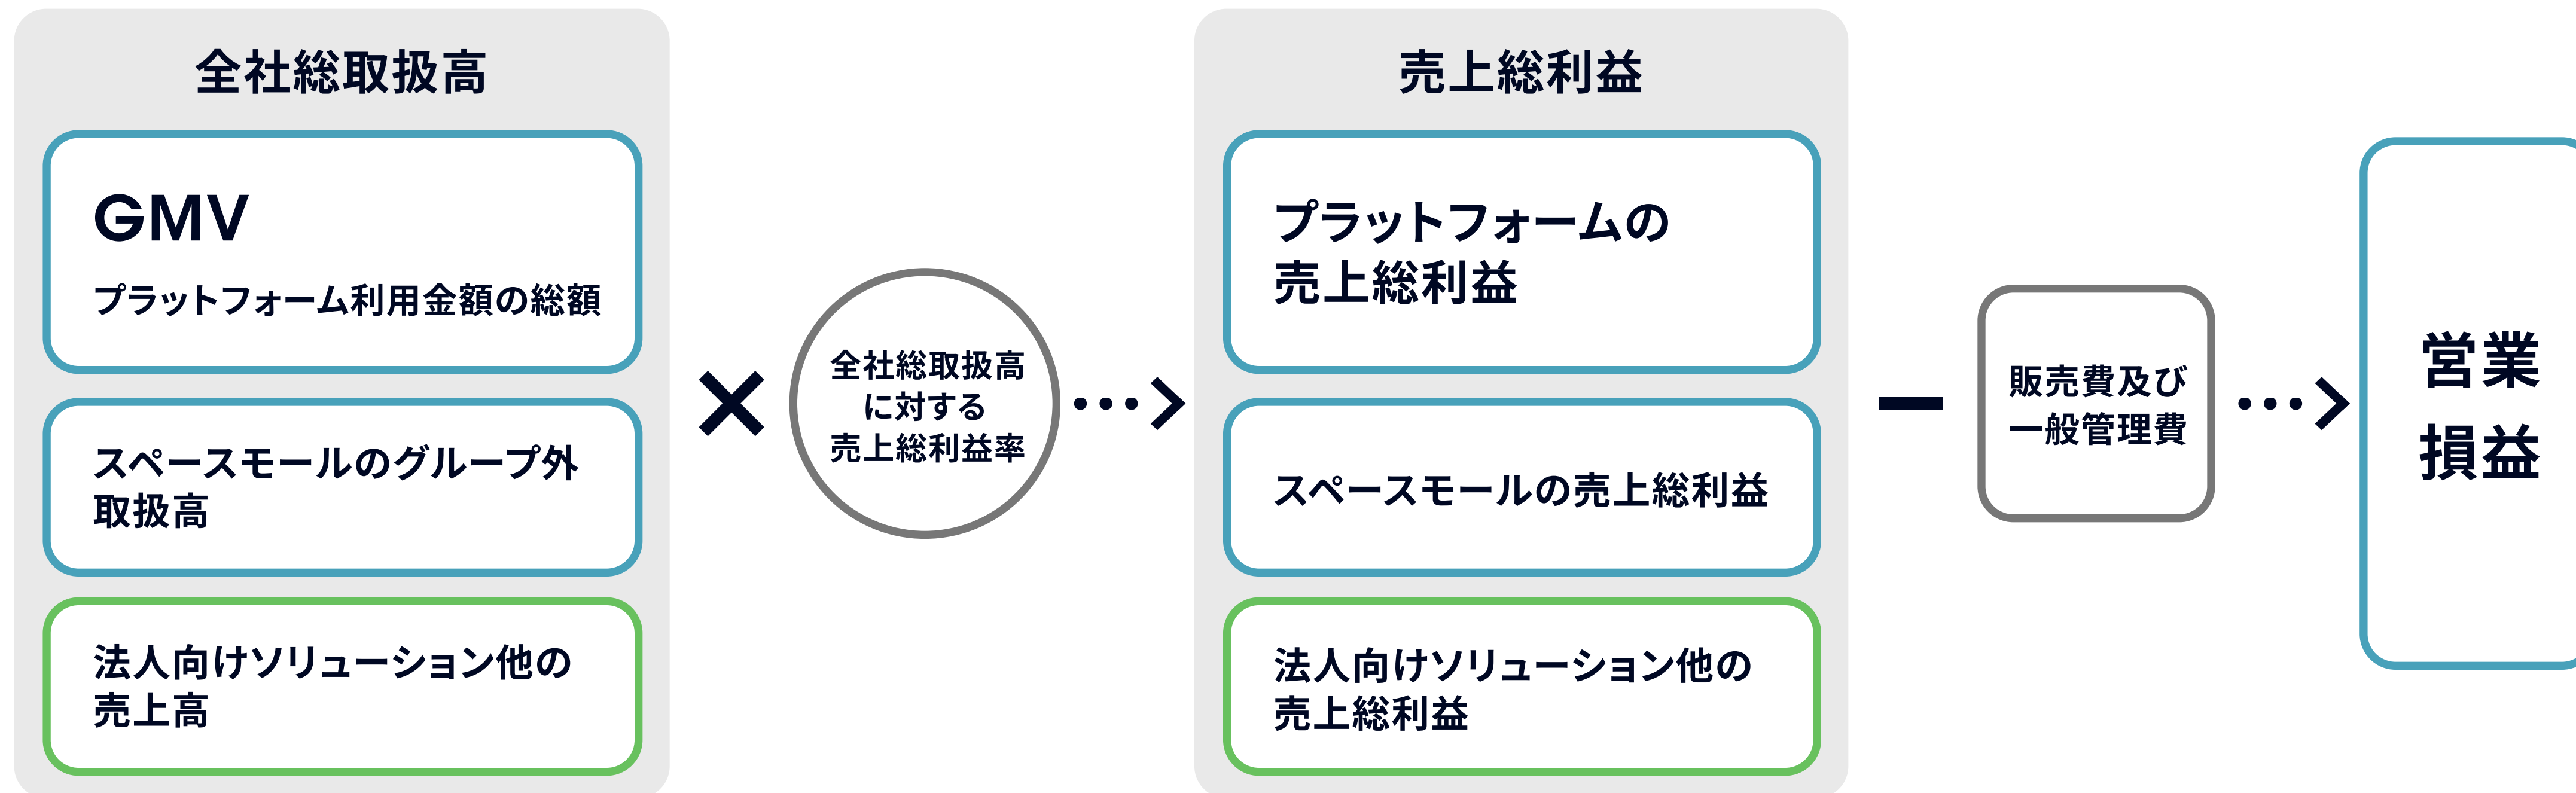 全社総取扱高
GMV
プラットフォーム利用金額の総額
スペースモールのグループ外
取扱高
法人向けソリューション他の
売上高
×
全社総取扱高
に対する
売上総利益率
売上総利益
プラットフォームの
売上総利益
スペースモールの売上総利益
法人向けソリューション他の
売上総利益
ー
販売費及び
一般管理費
営業
損益